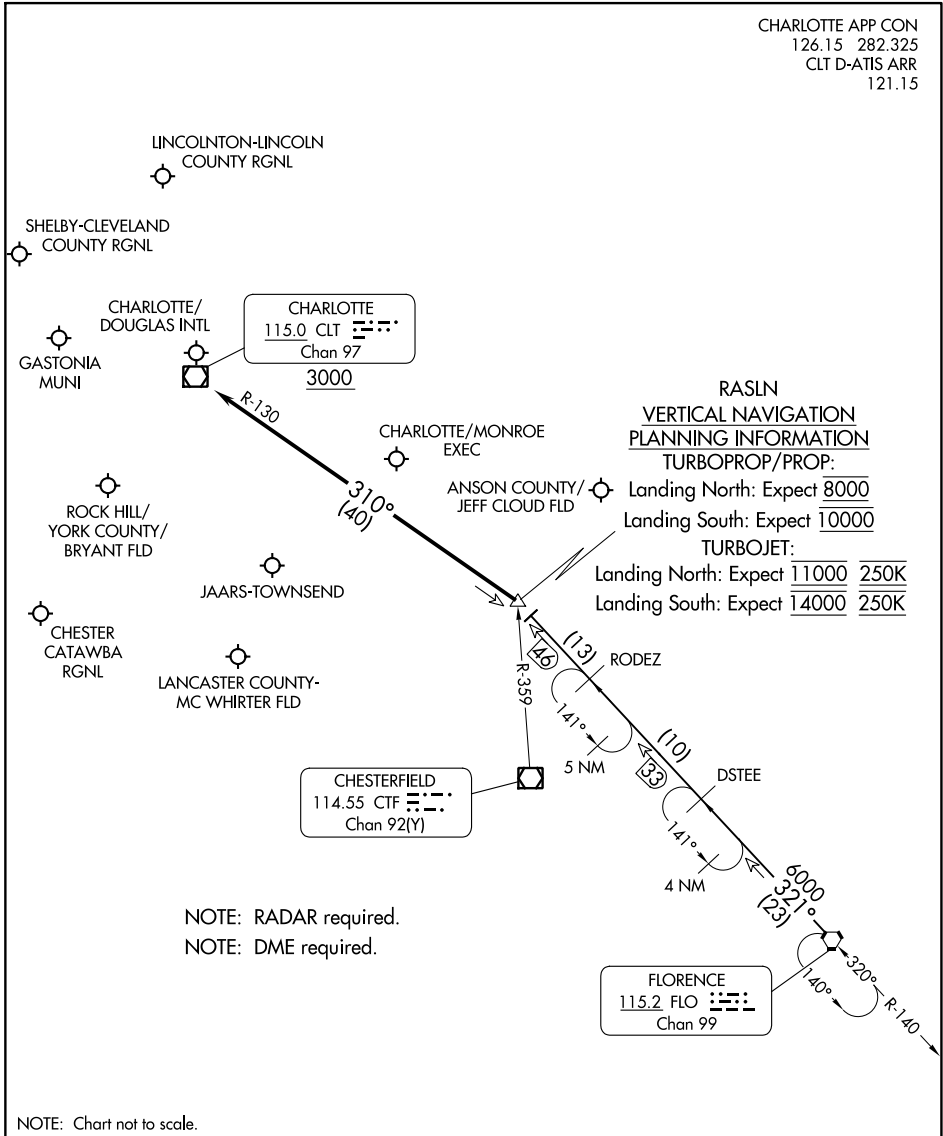 CHARLOTTE APP CON
126.15 282.325
CLT D-ATIS ARR
121.15
LINCOLNTON-LINCOLN
COUNTY RGNL
SHELBY-CLEVELAND
COUNTY RGNL
CHARLOTTE/
DOUGLAS INTL
GASTONIA
MUNI
CHARLOTTE
115.0 CLT
Chan 97
3000
R-130
310°
(40)
CHARLOTTE/MONROE
EXEC
ANSON COUNTY/
JEFF CLOUD FLD
RASLN
VERTICAL NAVIGATION
PLANNING INFORMATION
TURBOPROP/PROP:
Landing North: Expect 8000
Landing South: Expect 10000
TURBOJET:
Landing North: Expect 11000 250K
Landing South: Expect 14000 250K
ROCK HILL/
YORK COUNTY/
BRYANT FLD
JAARS-TOWNSEND
CHESTER
CATAWBA
RGNL
LANCASTER COUNTY-
MC WHIRTER FLD
R-359
46
(13)
RODEZ
141°
5 NM
33
(10)
DSTEE
141°
4 NM
CHESTERFIELD
114.55 CTF
Chan 92(Y)
6000
321°
(23)
NOTE: RADAR required.
NOTE: DME required.
FLORENCE
115.2 FLO
Chan 99
140°
320°
R-140
NOTE: Chart not to scale.